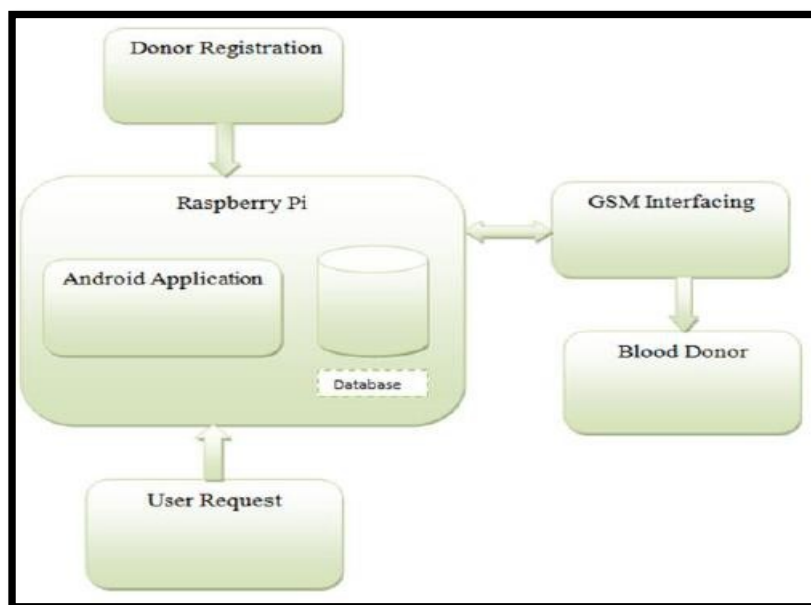 Donor Registration
Raspberry Pi
GSM Interfacing
Android Application
Database
Blood Donor
User Request